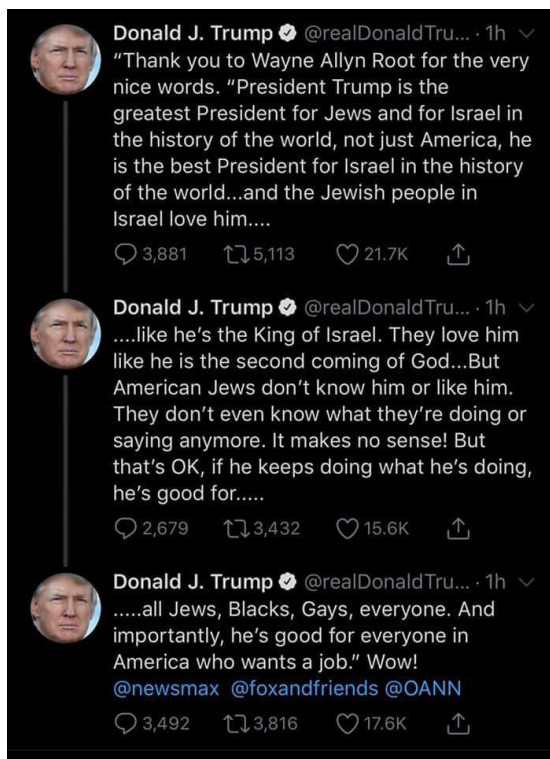 Donald J. Trump @realDonaldTru... · 1h
“Thank you to Wayne Allyn Root for the very
nice words. “President Trump is the
greatest President for Jews and for Israel in
the history of the world, not just America, he
is the best President for Israel in the history
of the world...and the Jewish people in
Israel love him....
3,881 5,113 21.7K
Donald J. Trump @realDonaldTru... · 1h
....like he’s the King of Israel. They love him
like he is the second coming of God...But
American Jews don’t know him or like him.
They don’t even know what they’re doing or
saying anymore. It makes no sense! But
that’s OK, if he keeps doing what he’s doing,
he’s good for.....
2,679 3,432 15.6K
Donald J. Trump @realDonaldTru... · 1h
.....all Jews, Blacks, Gays, everyone. And
importantly, he’s good for everyone in
America who wants a job.” Wow!
@newsmax @foxandfriends @OANN
3,492 3,816 17.6K